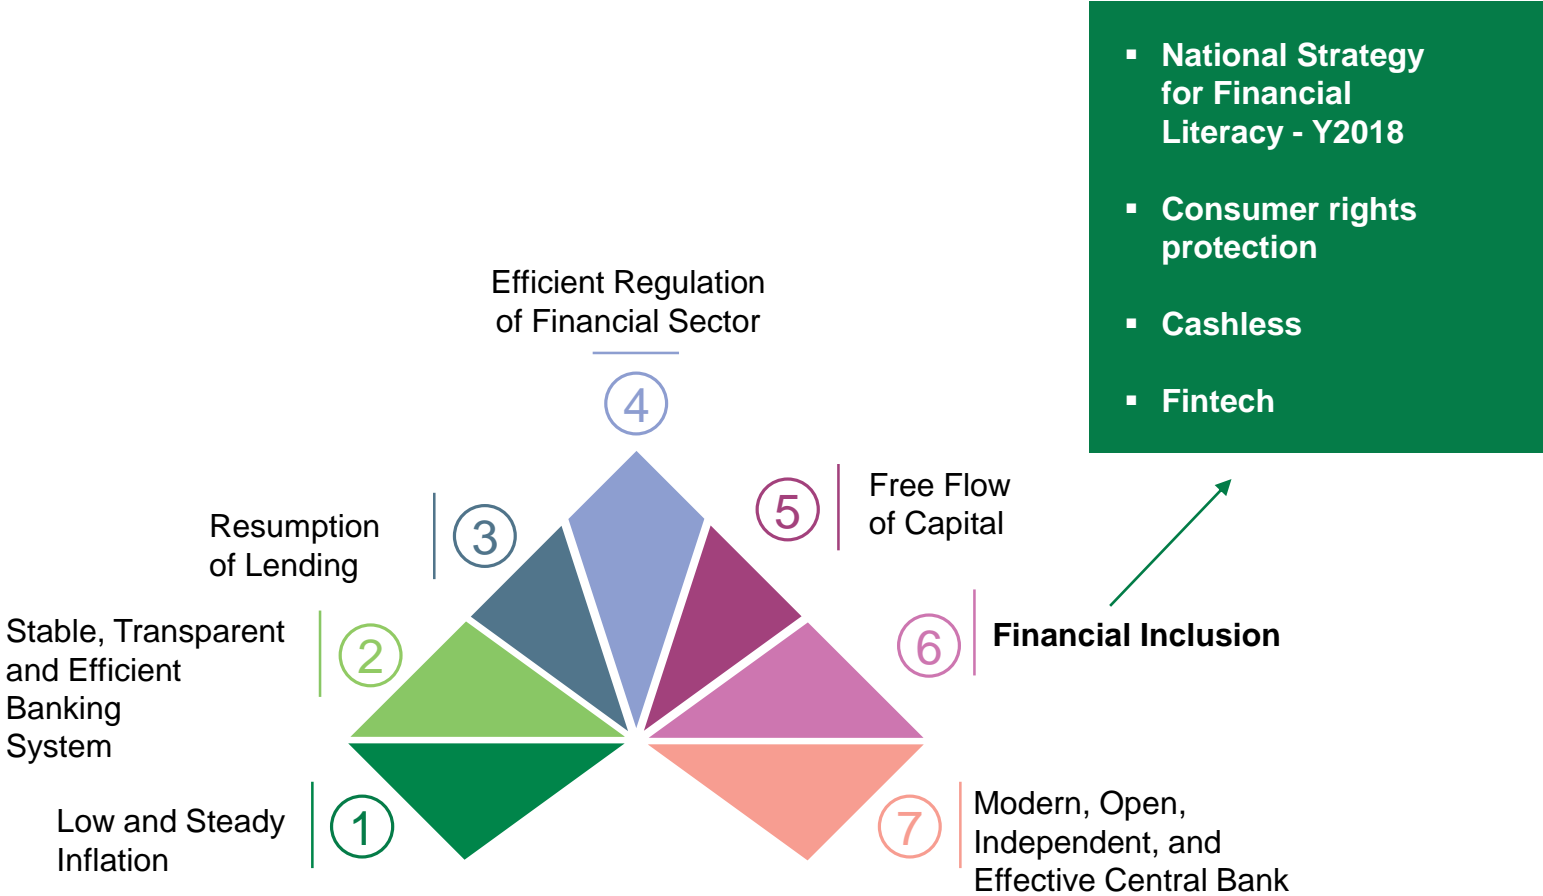 ▪ National Strategy
for Financial
Literacy - Y2018
▪ Consumer rights
protection
▪ Cashless
▪ Fintech
Efficient Regulation
of Financial Sector
4
5
Free Flow
of Capital
Resumption
of Lending
3
Stable, Transparent
and Efficient
Banking
System
2
6
Financial Inclusion
Low and Steady
Inflation
1
7
Modern, Open,
Independent, and
Effective Central Bank